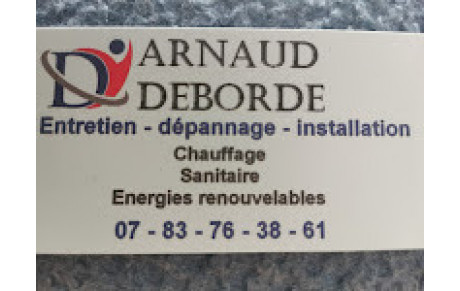 D
ARNAUD
DEBORDE
Entretien - dépannage - installation
Chauffage
Sanitaire
Energies renouvelables
07 - 83 - 76 - 38 - 61